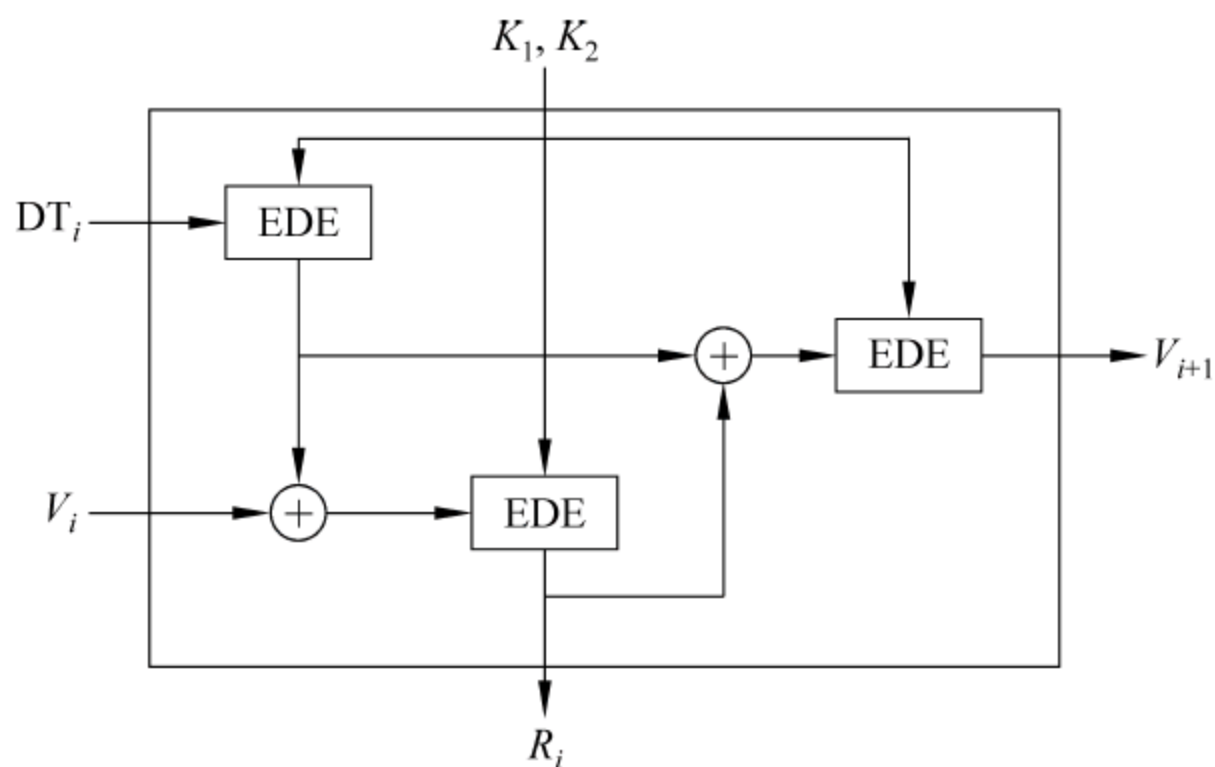 K₁, K₂
EDE
DTᵢ
+
EDE
Vᵢ₊₁
Vᵢ
+
EDE
Rᵢ